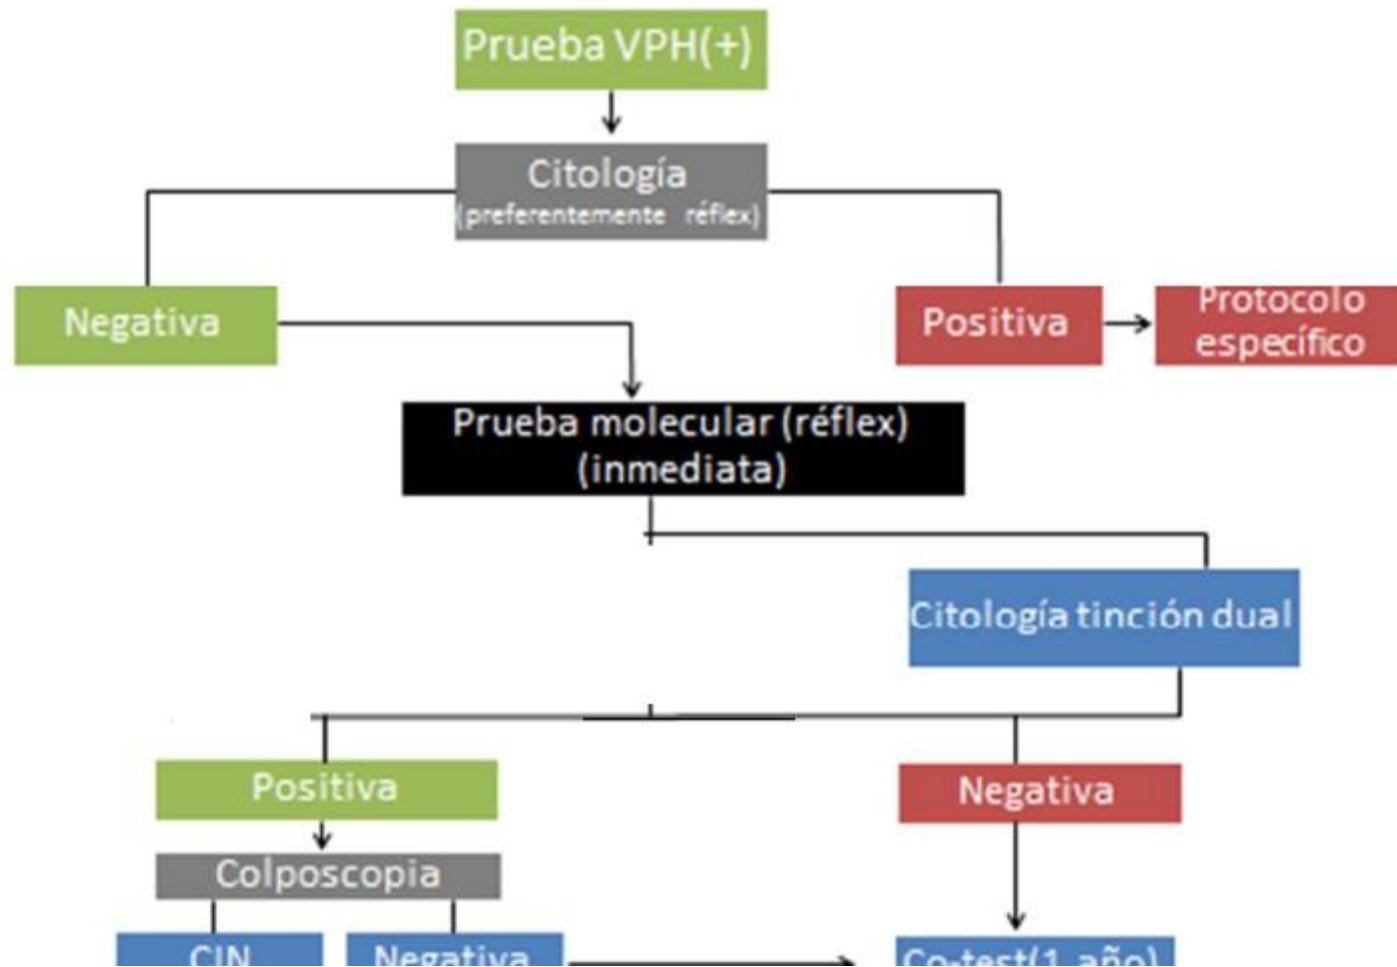 Prueba VPH(+)
Citología
(preferentemente réflex)
Negativa
Positiva
Protocolo
específico
Prueba molecular (réflex)
(inmediata)
Citología tinción dual
Positiva
Negativa
Colposcopia
CIN
Negativa
Co-test(1 año)